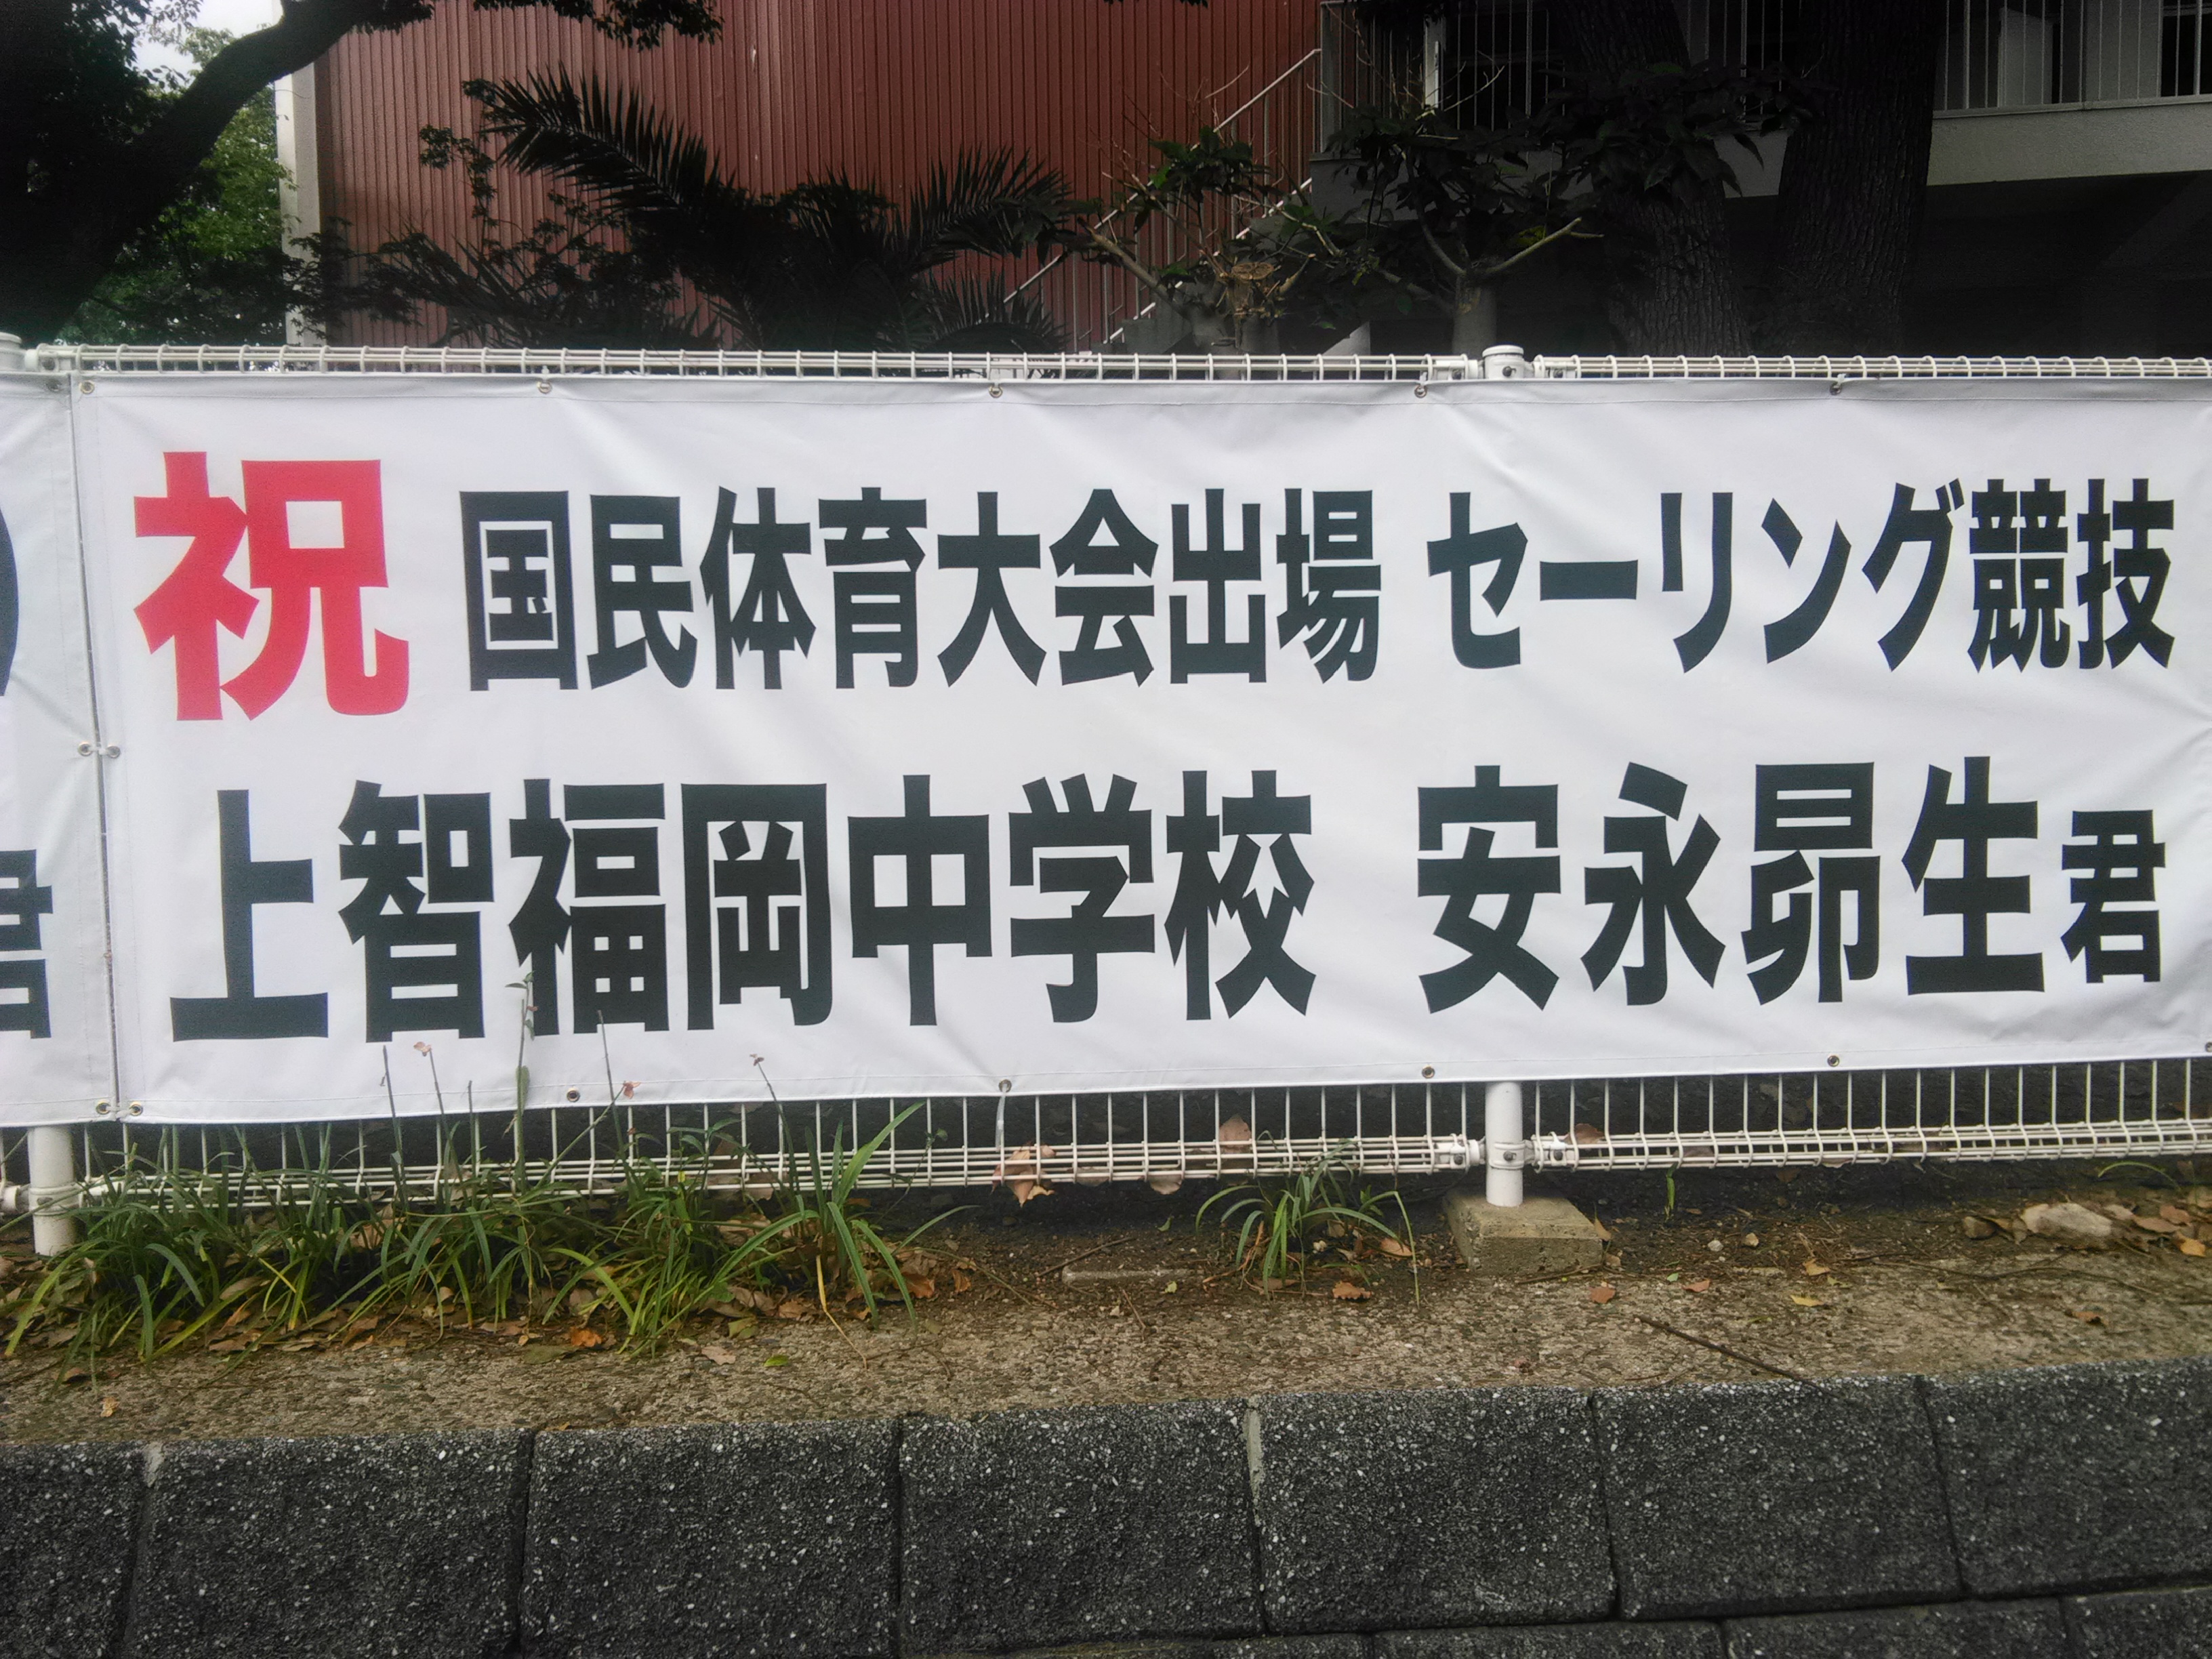 祝 国民体育大会出場 セーリング競技
上智福岡中学校 安永昴生君
君